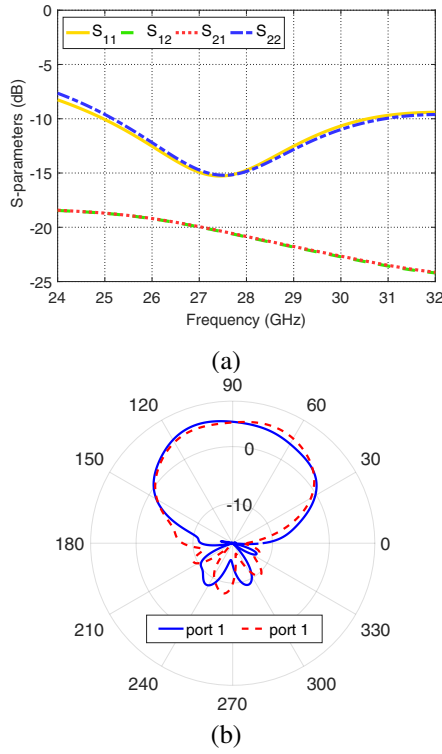 0
S11 S12 S21 S22
-5
-10
-15
-20
-25
S-parameters (dB)
24 25 26 27 28 29 30 31 32
Frequency (GHz)
(a)
90
120 60
150 30
0
-10
180 0
port 1 port 1
210 330
240 300
270
(b)